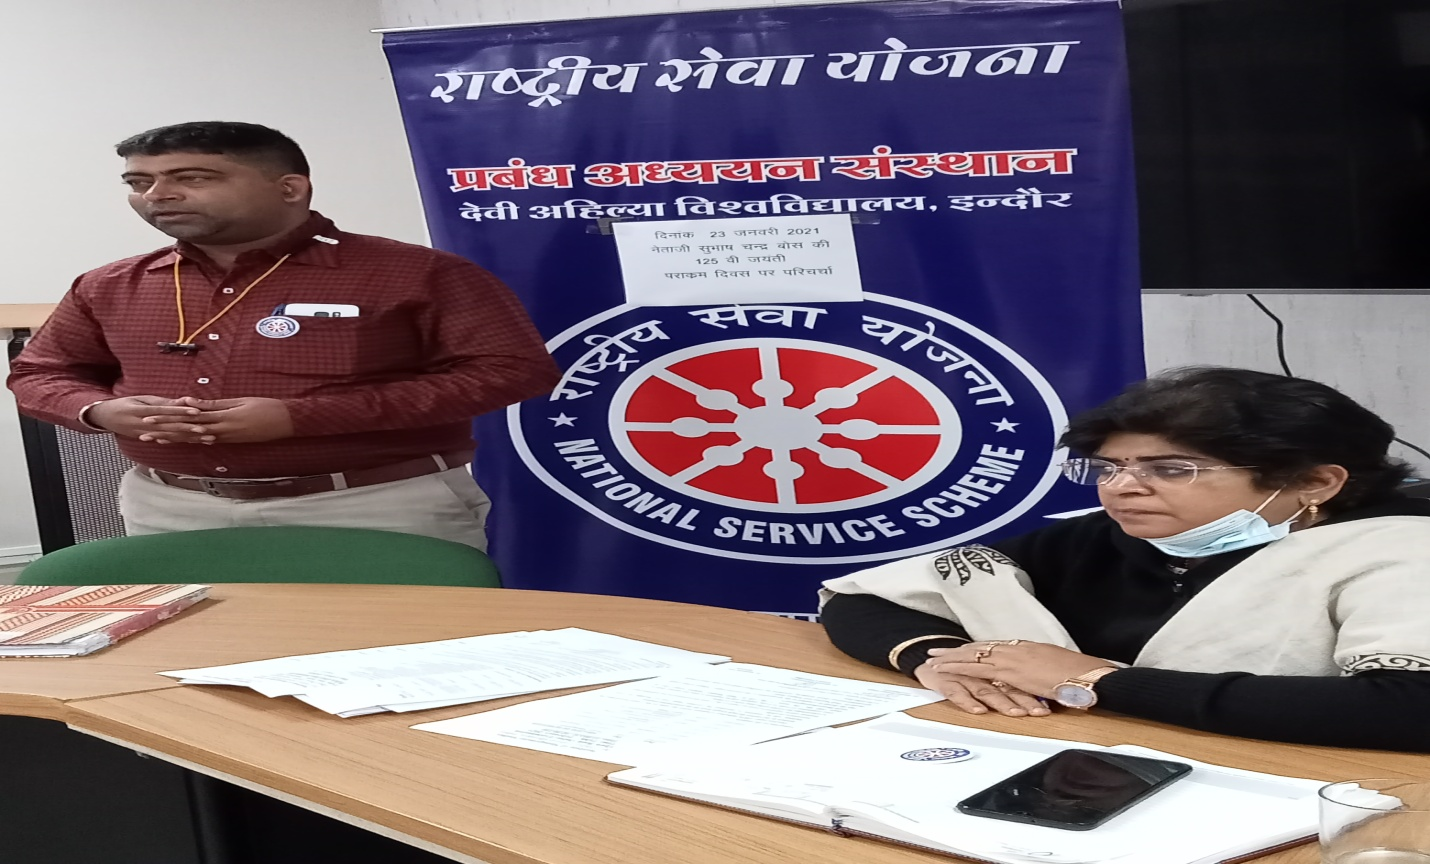 राष्ट्रीय सेवा योजना
प्रबंध अध्ययन संस्थान
देवी अहिल्या विश्वविद्यालय, इन्दौर
दिनांक 23 जनवरी 2021
नेताजी सुभाष चन्द्र बोस की
125 वी जयंती
पराक्रम दिवस पर परिचर्चा
राष्ट्रीय सेवा योजना
NATIONAL SERVICE SCHEME